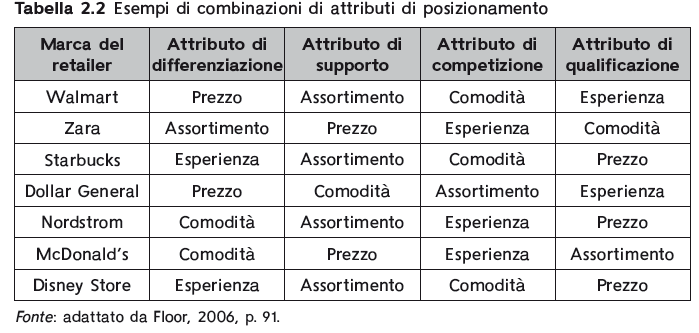 Tabella 2.2 Esempi di combinazioni di attributi di posizionamento
Marca del retailer Attributo di differenziazione Attributo di supporto Attributo di competizione Attributo di qualificazione
Walmart Prezzo Assortimento Comodità Esperienza
Zara Assortimento Prezzo Esperienza Comodità
Starbucks Esperienza Assortimento Comodità Prezzo
Dollar General Prezzo Comodità Assortimento Esperienza
Nordstrom Comodità Assortimento Esperienza Prezzo
McDonald's Comodità Prezzo Esperienza Assortimento
Disney Store Esperienza Assortimento Comodità Prezzo
Fonte: adattato da Floor, 2006, p. 91.